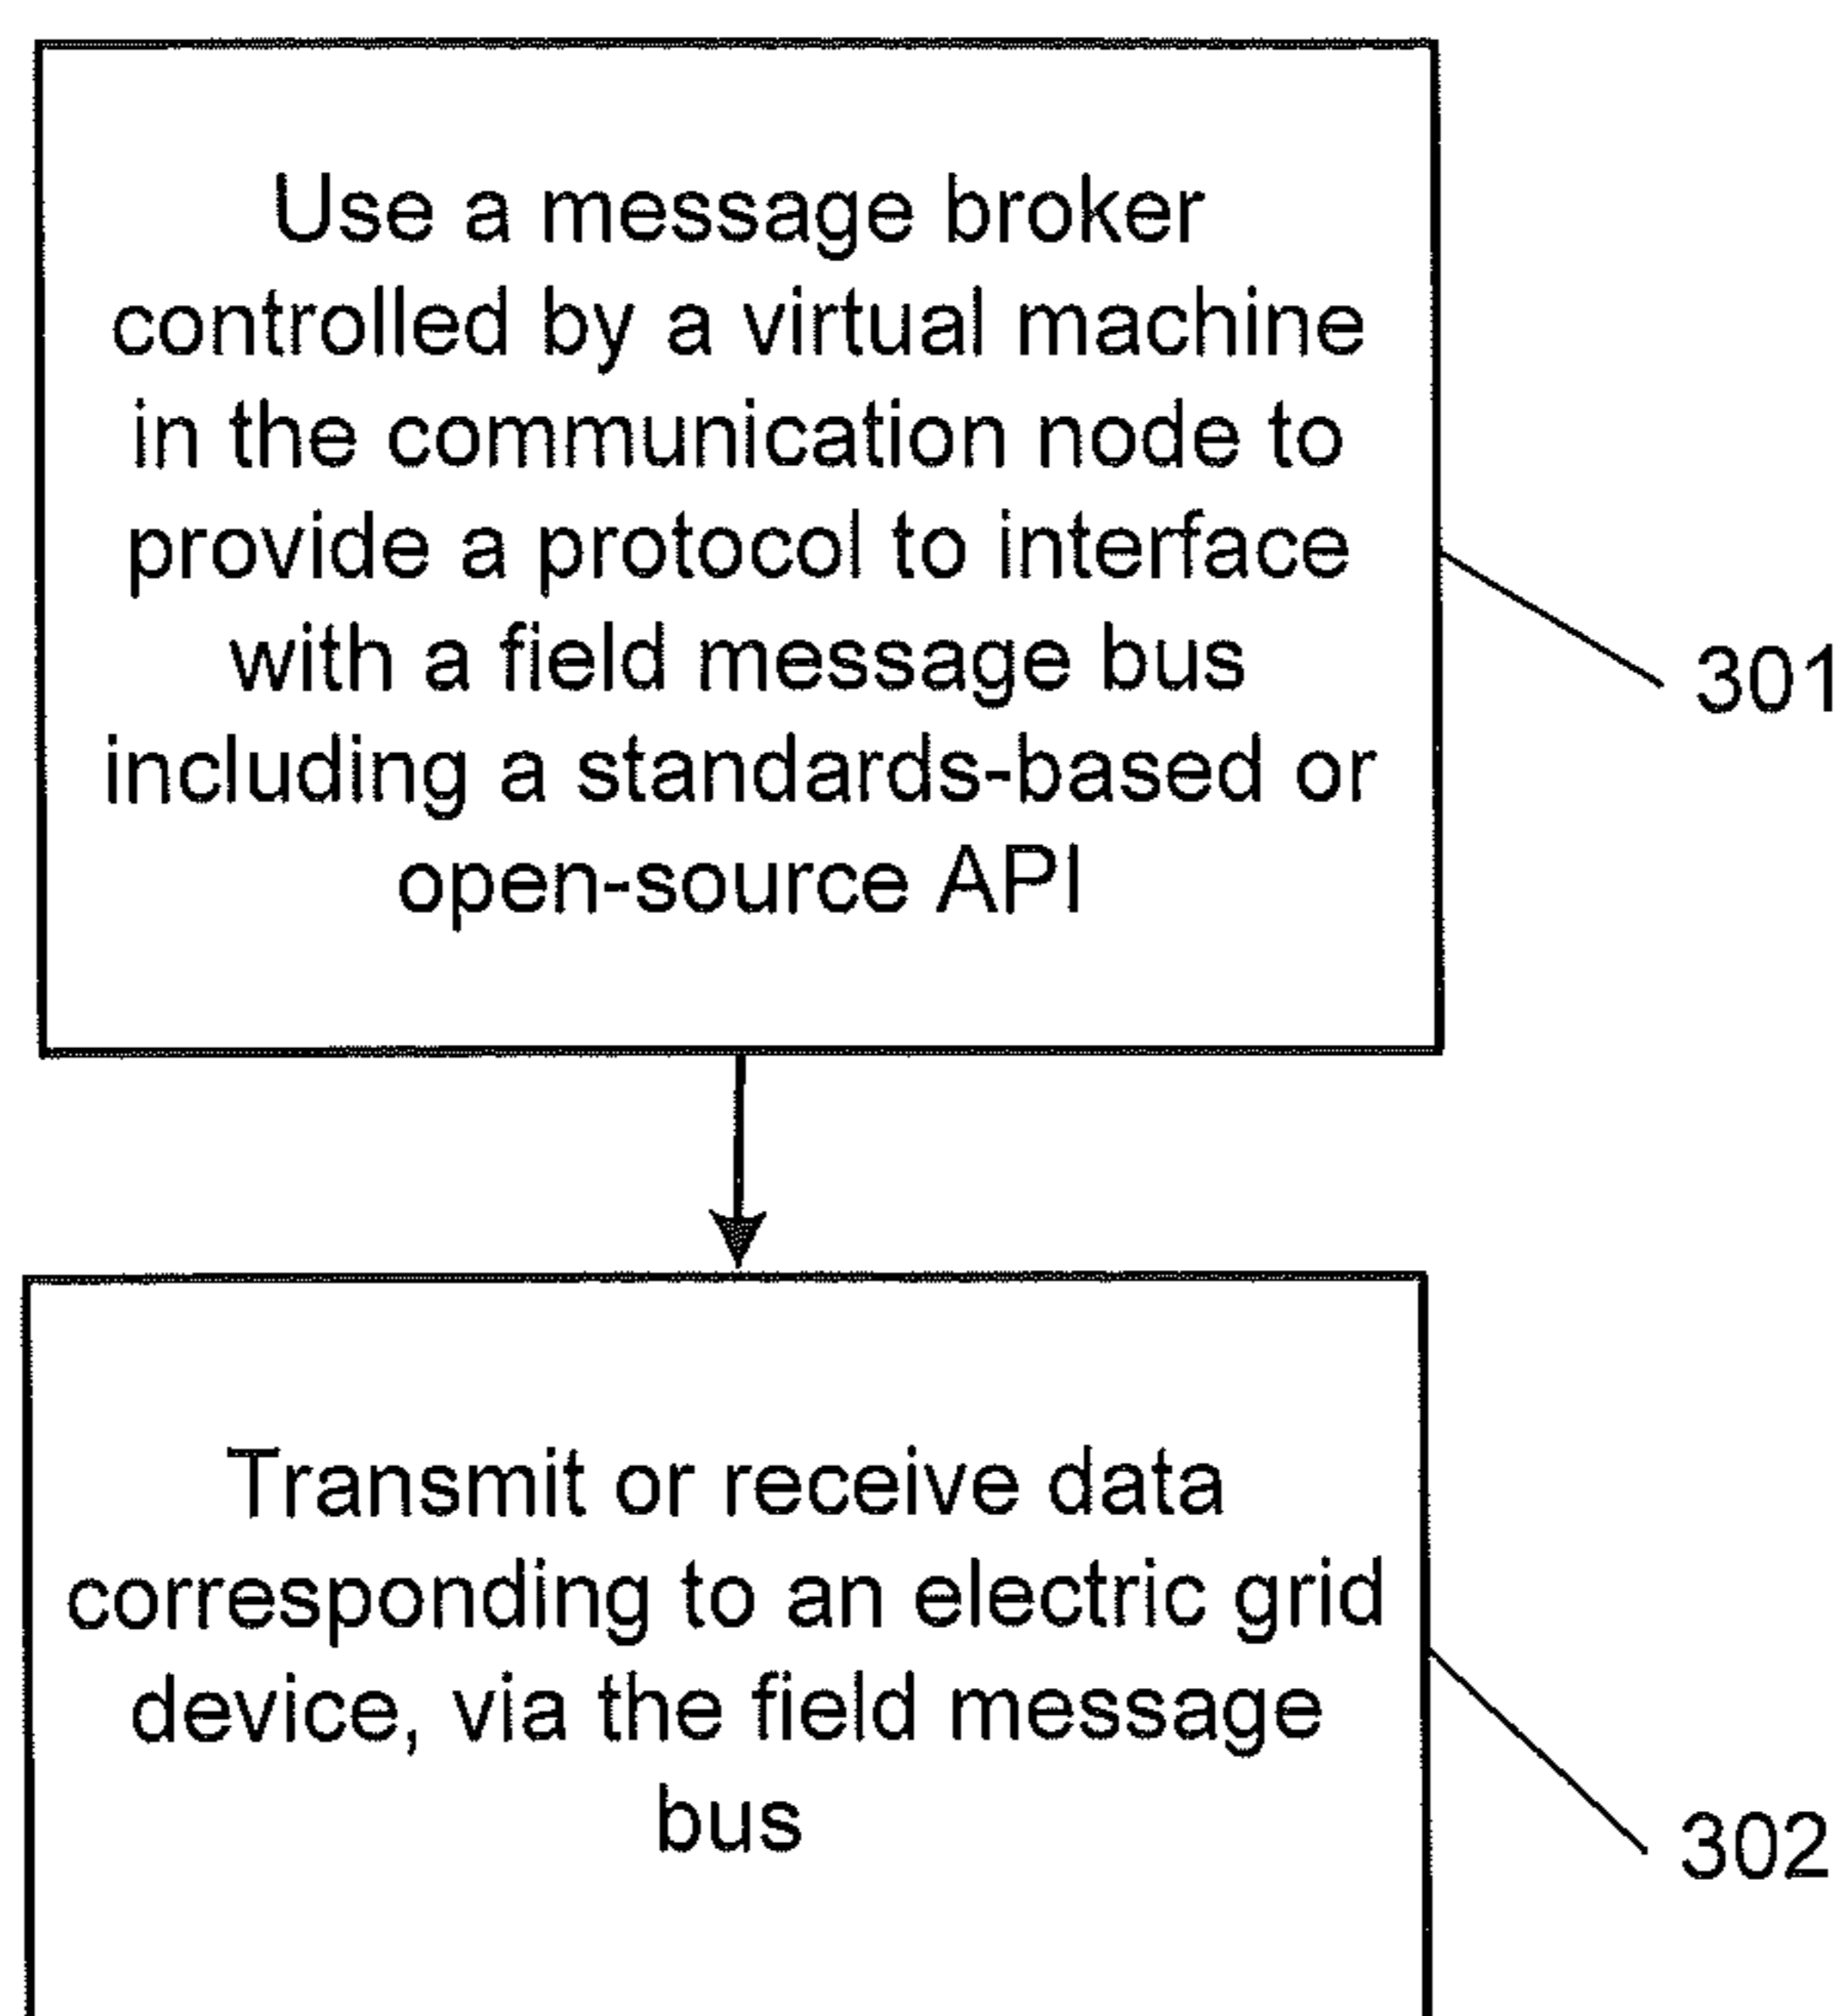 Use a message broker
controlled by a virtual machine
in the communication node to
provide a protocol to interface
with a field message bus
including a standards-based or
open-source API
301
Transmit or receive data
corresponding to an electric grid
device, via the field message
bus
302